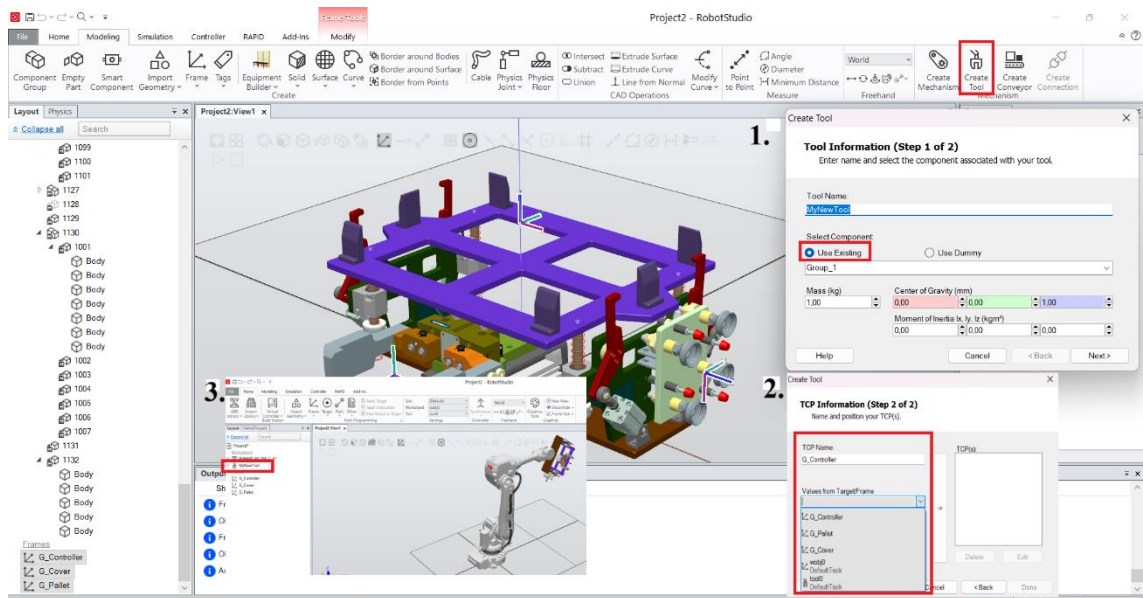 Frame Tools
Project2 - RobotStudio
File Home Modeling Simulation Controller RAPID Add-Ins Modify
Component Group
Empty Part
Smart Component
Import Geometry
Frame
Tags
Equipment Builder
Solid
Surface
Curve
Border around Bodies
Border around Surface
Border from Points
Create
Cable
Physics Joint
Physics Floor
Intersect
Subtract
Union
Extrude Surface
Extrude Curve
Line from Normal
Modify Curve
CAD Operations
Point to Point
Angle
Diameter
Minimum Distance
Measure
World
Freehand
Create Mechanism
Create Tool
Create Conveyor
Create Connection
Mechanism
Layout Physics
Project2:View1
Collapse all
Search
1099
1100
1101
1127
1128
1129
1130
1001
Body
Body
Body
Body
Body
Body
Body
1002
1003
1004
1005
1006
1007
1131
1132
Body
Body
Body
Body
Body
Frames
G_Controller
G_Cover
G_Pallet
1.
Create Tool
Tool Information (Step 1 of 2)
Enter name and select the component associated with your tool.
Tool Name:
MyNewTool
Select Component
Use Existing
Use Dummy
Group_1
Mass (kg)
Center of Gravity (mm)
1,00
0,00
0,00
1,00
Moment of Inertia Ix, Iy, Iz (kgm²)
0,00
0,00
0,00
Help
Cancel
< Back
Next >
2.
Create Tool
TCP Information (Step 2 of 2)
Name and position your TCP(s).
TCP Name:
G_Controller
TCP(s):
Values from Target/Frame
G_Controller
G_Pallet
G_Cover
wobj0
DefaultTask
tool0
DefaultTask
Delete
Edit
Cancel
< Back
Done
3.
Project2 - RobotStudio
MyNewTool
G_Controller
G_Cover
G_Pallet